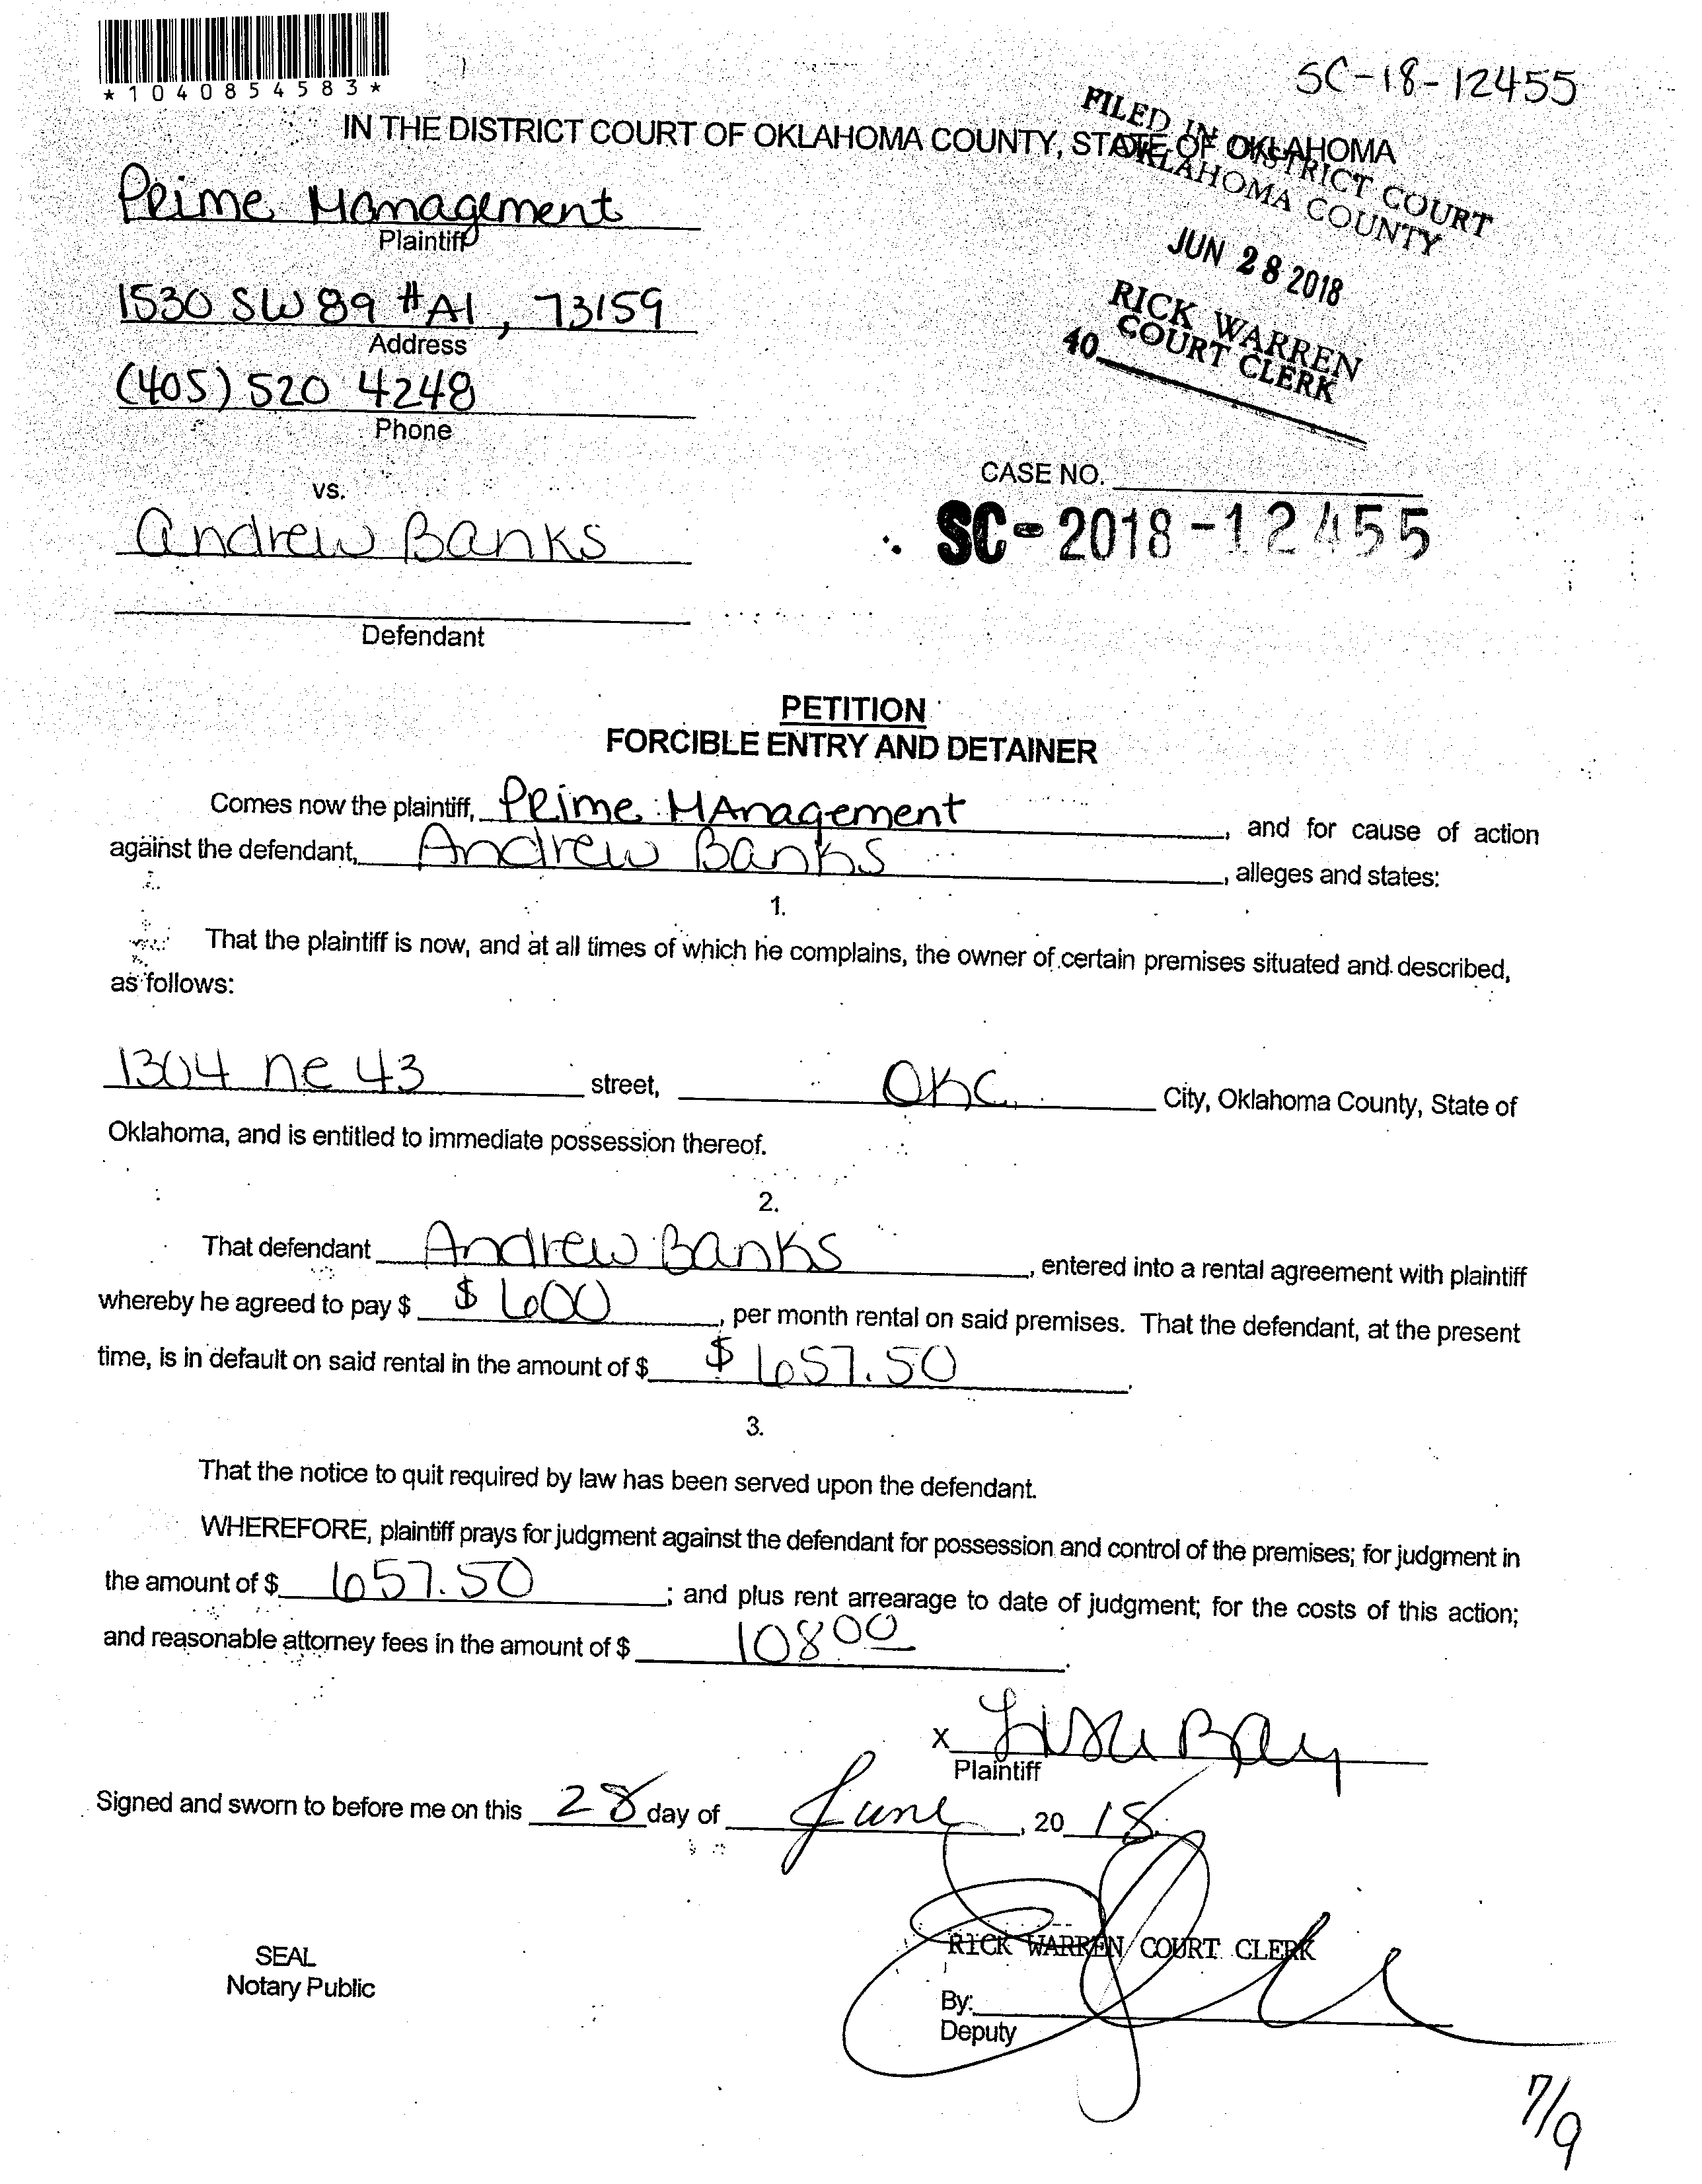 *1040854583*
SC-18-12455
IN THE DISTRICT COURT OF OKLAHOMA COUNTY, STATE OF OKLAHOMA
FILED IN DISTRICT COURT
OKLAHOMA COUNTY
JUN 28 2018
RICK WARREN
COURT CLERK
40
Prime Management
Plaintiff
1530 SW 89 #A1, 73159
Address
(405) 520 4248
Phone
vs.
CASE NO.
SC-2018-12455
Andrew Banks
Defendant
PETITION
FORCIBLE ENTRY AND DETAINER
Comes now the plaintiff, Prime MAnagement, and for cause of action
against the defendant, Andrew Banks, alleges and states:
1.
That the plaintiff is now, and at all times of which he complains, the owner of certain premises situated and described,
as follows:
1304 ne 43 street, OKC City, Oklahoma County, State of
Oklahoma, and is entitled to immediate possession thereof.
2.
That defendant Andrew Banks, entered into a rental agreement with plaintiff
whereby he agreed to pay $ $600, per month rental on said premises. That the defendant, at the present
time, is in default on said rental in the amount of $ $657.50.
3.
That the notice to quit required by law has been served upon the defendant.
WHEREFORE, plaintiff prays for judgment against the defendant for possession and control of the premises; for judgment in
the amount of $ 657.50; and plus rent arrearage to date of judgment; for the costs of this action;
and reasonable attorney fees in the amount of $ 108 00.
X Lisa Bay
Plaintiff
Signed and sworn to before me on this 28 day of June, 20 18
RICK WARREN COURT CLERK
SEAL
Notary Public
By:
Deputy
7/9